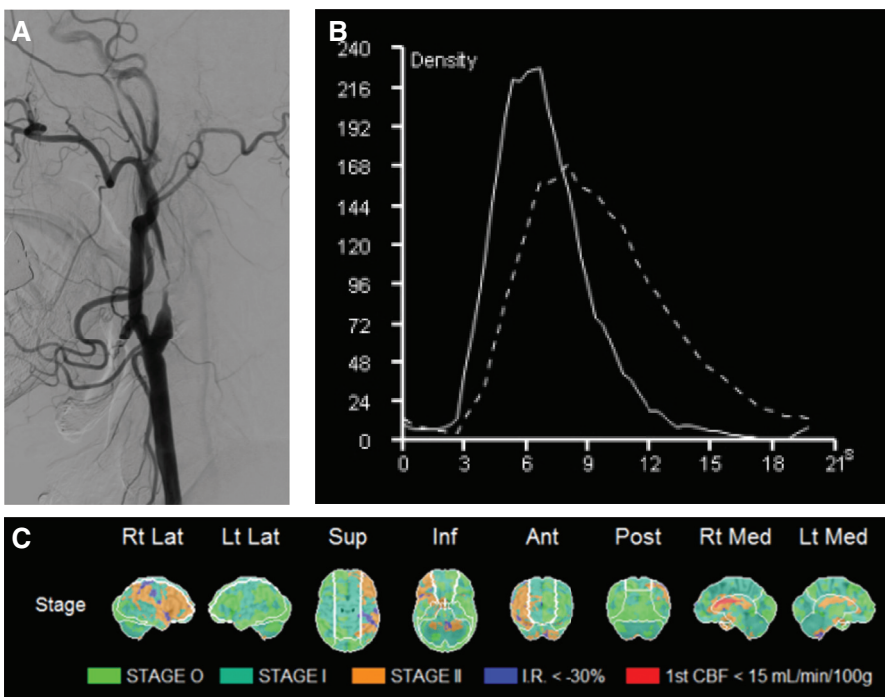 A
B
240
Density
216
192
168
144
120
96
72
48
24
0
0 3 6 9 12 15 18 21 s
C
Rt Lat Lt Lat Sup Inf Ant Post Rt Med Lt Med
Stage
STAGE O STAGE I STAGE II I.R. < -30% 1st CBF < 15 mL/min/100g